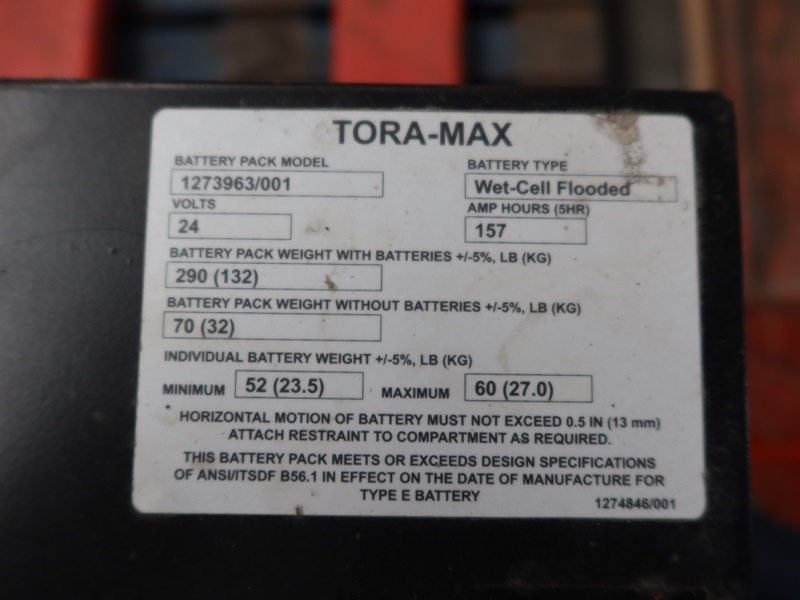 TORA-MAX
BATTERY PACK MODEL
1273963/001
BATTERY TYPE
Wet-Cell Flooded
VOLTS
24
AMP HOURS (5HR)
157
BATTERY PACK WEIGHT WITH BATTERIES +/-5%, LB (KG)
290 (132)
BATTERY PACK WEIGHT WITHOUT BATTERIES +/-5%, LB (KG)
70 (32)
INDIVIDUAL BATTERY WEIGHT +/-5%, LB (KG)
MINIMUM 52 (23.5) MAXIMUM 60 (27.0)
HORIZONTAL MOTION OF BATTERY MUST NOT EXCEED 0.5 IN (13 mm)
ATTACH RESTRAINT TO COMPARTMENT AS REQUIRED.
THIS BATTERY PACK MEETS OR EXCEEDS DESIGN SPECIFICATIONS
OF ANSI/ITSDF B56.1 IN EFFECT ON THE DATE OF MANUFACTURE FOR
TYPE E BATTERY
1274846/001